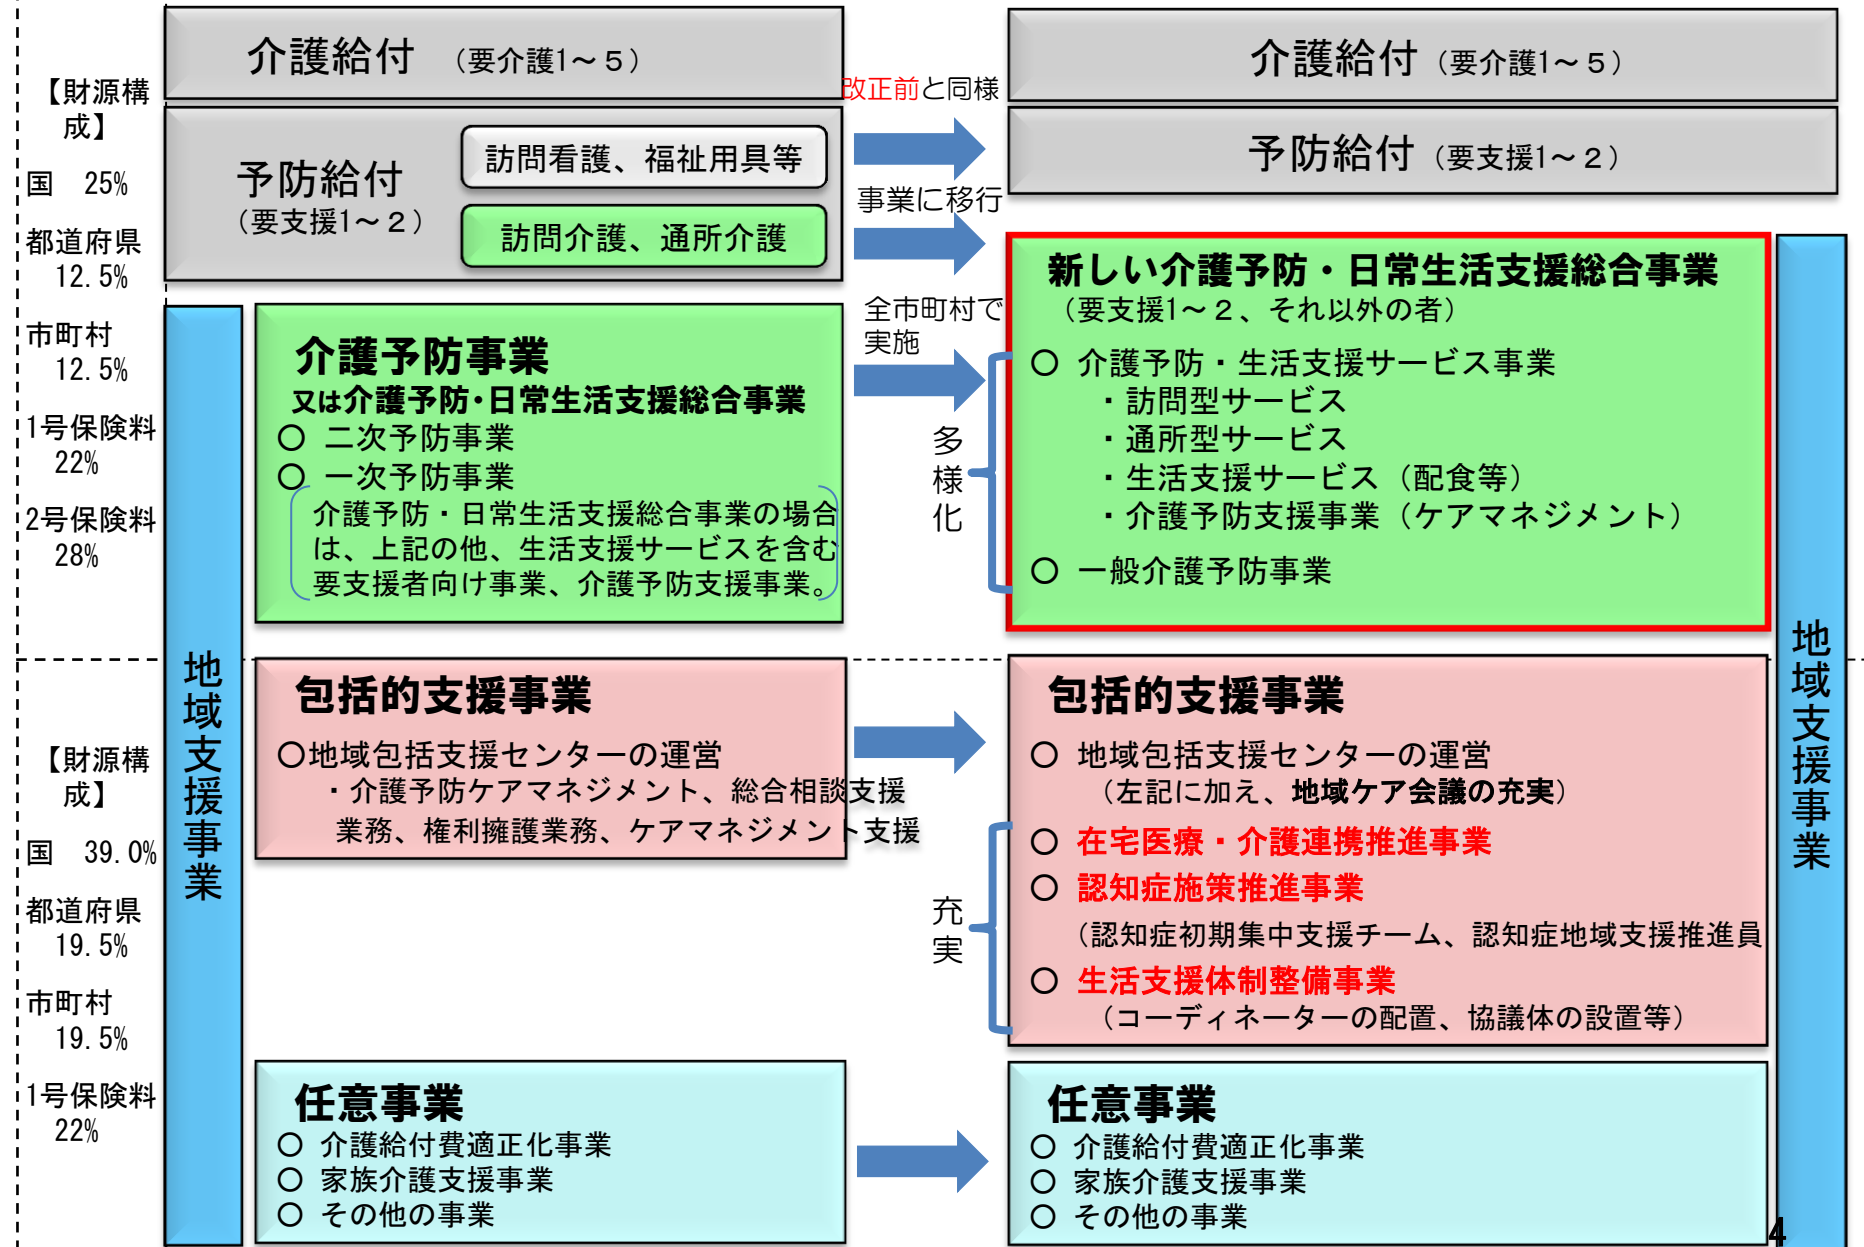 【財源構
成】
国　25%
都道府県
12.5%
市町村
12.5%
1号保険料
22%
2号保険料
28%
【財源構
成】
国　39.0%
都道府県
19.5%
市町村
19.5%
1号保険料
22%
介護給付　（要介護1～５）
予防給付
（要支援1～２）
訪問看護、福祉用具等
訪問介護、通所介護
地域支援事業
介護予防事業
又は介護予防・日常生活支援総合事業
○ 二次予防事業
○ 一次予防事業
介護予防・日常生活支援総合事業の場合
は、上記の他、生活支援サービスを含む
要支援者向け事業、介護予防支援事業。
包括的支援事業
○地域包括支援センターの運営
・介護予防ケアマネジメント、総合相談支援
業務、権利擁護業務、ケアマネジメント支援
任意事業
○ 介護給付費適正化事業
○ 家族介護支援事業
○ その他の事業
改正前と同様
事業に移行
全市町村で
実施
多様化
充実
介護給付（要介護1～５）
予防給付（要支援1～２）
新しい介護予防・日常生活支援総合事業
（要支援1～２、それ以外の者）
○ 介護予防・生活支援サービス事業
・訪問型サービス
・通所型サービス
・生活支援サービス（配食等）
・介護予防支援事業（ケアマネジメント）
○ 一般介護予防事業
包括的支援事業
○ 地域包括支援センターの運営
（左記に加え、地域ケア会議の充実）
○ 在宅医療・介護連携推進事業
○ 認知症施策推進事業
（認知症初期集中支援チーム、認知症地域支援推進員
○ 生活支援体制整備事業
（コーディネーターの配置、協議体の設置等）
任意事業
○ 介護給付費適正化事業
○ 家族介護支援事業
○ その他の事業
地域支援事業
4